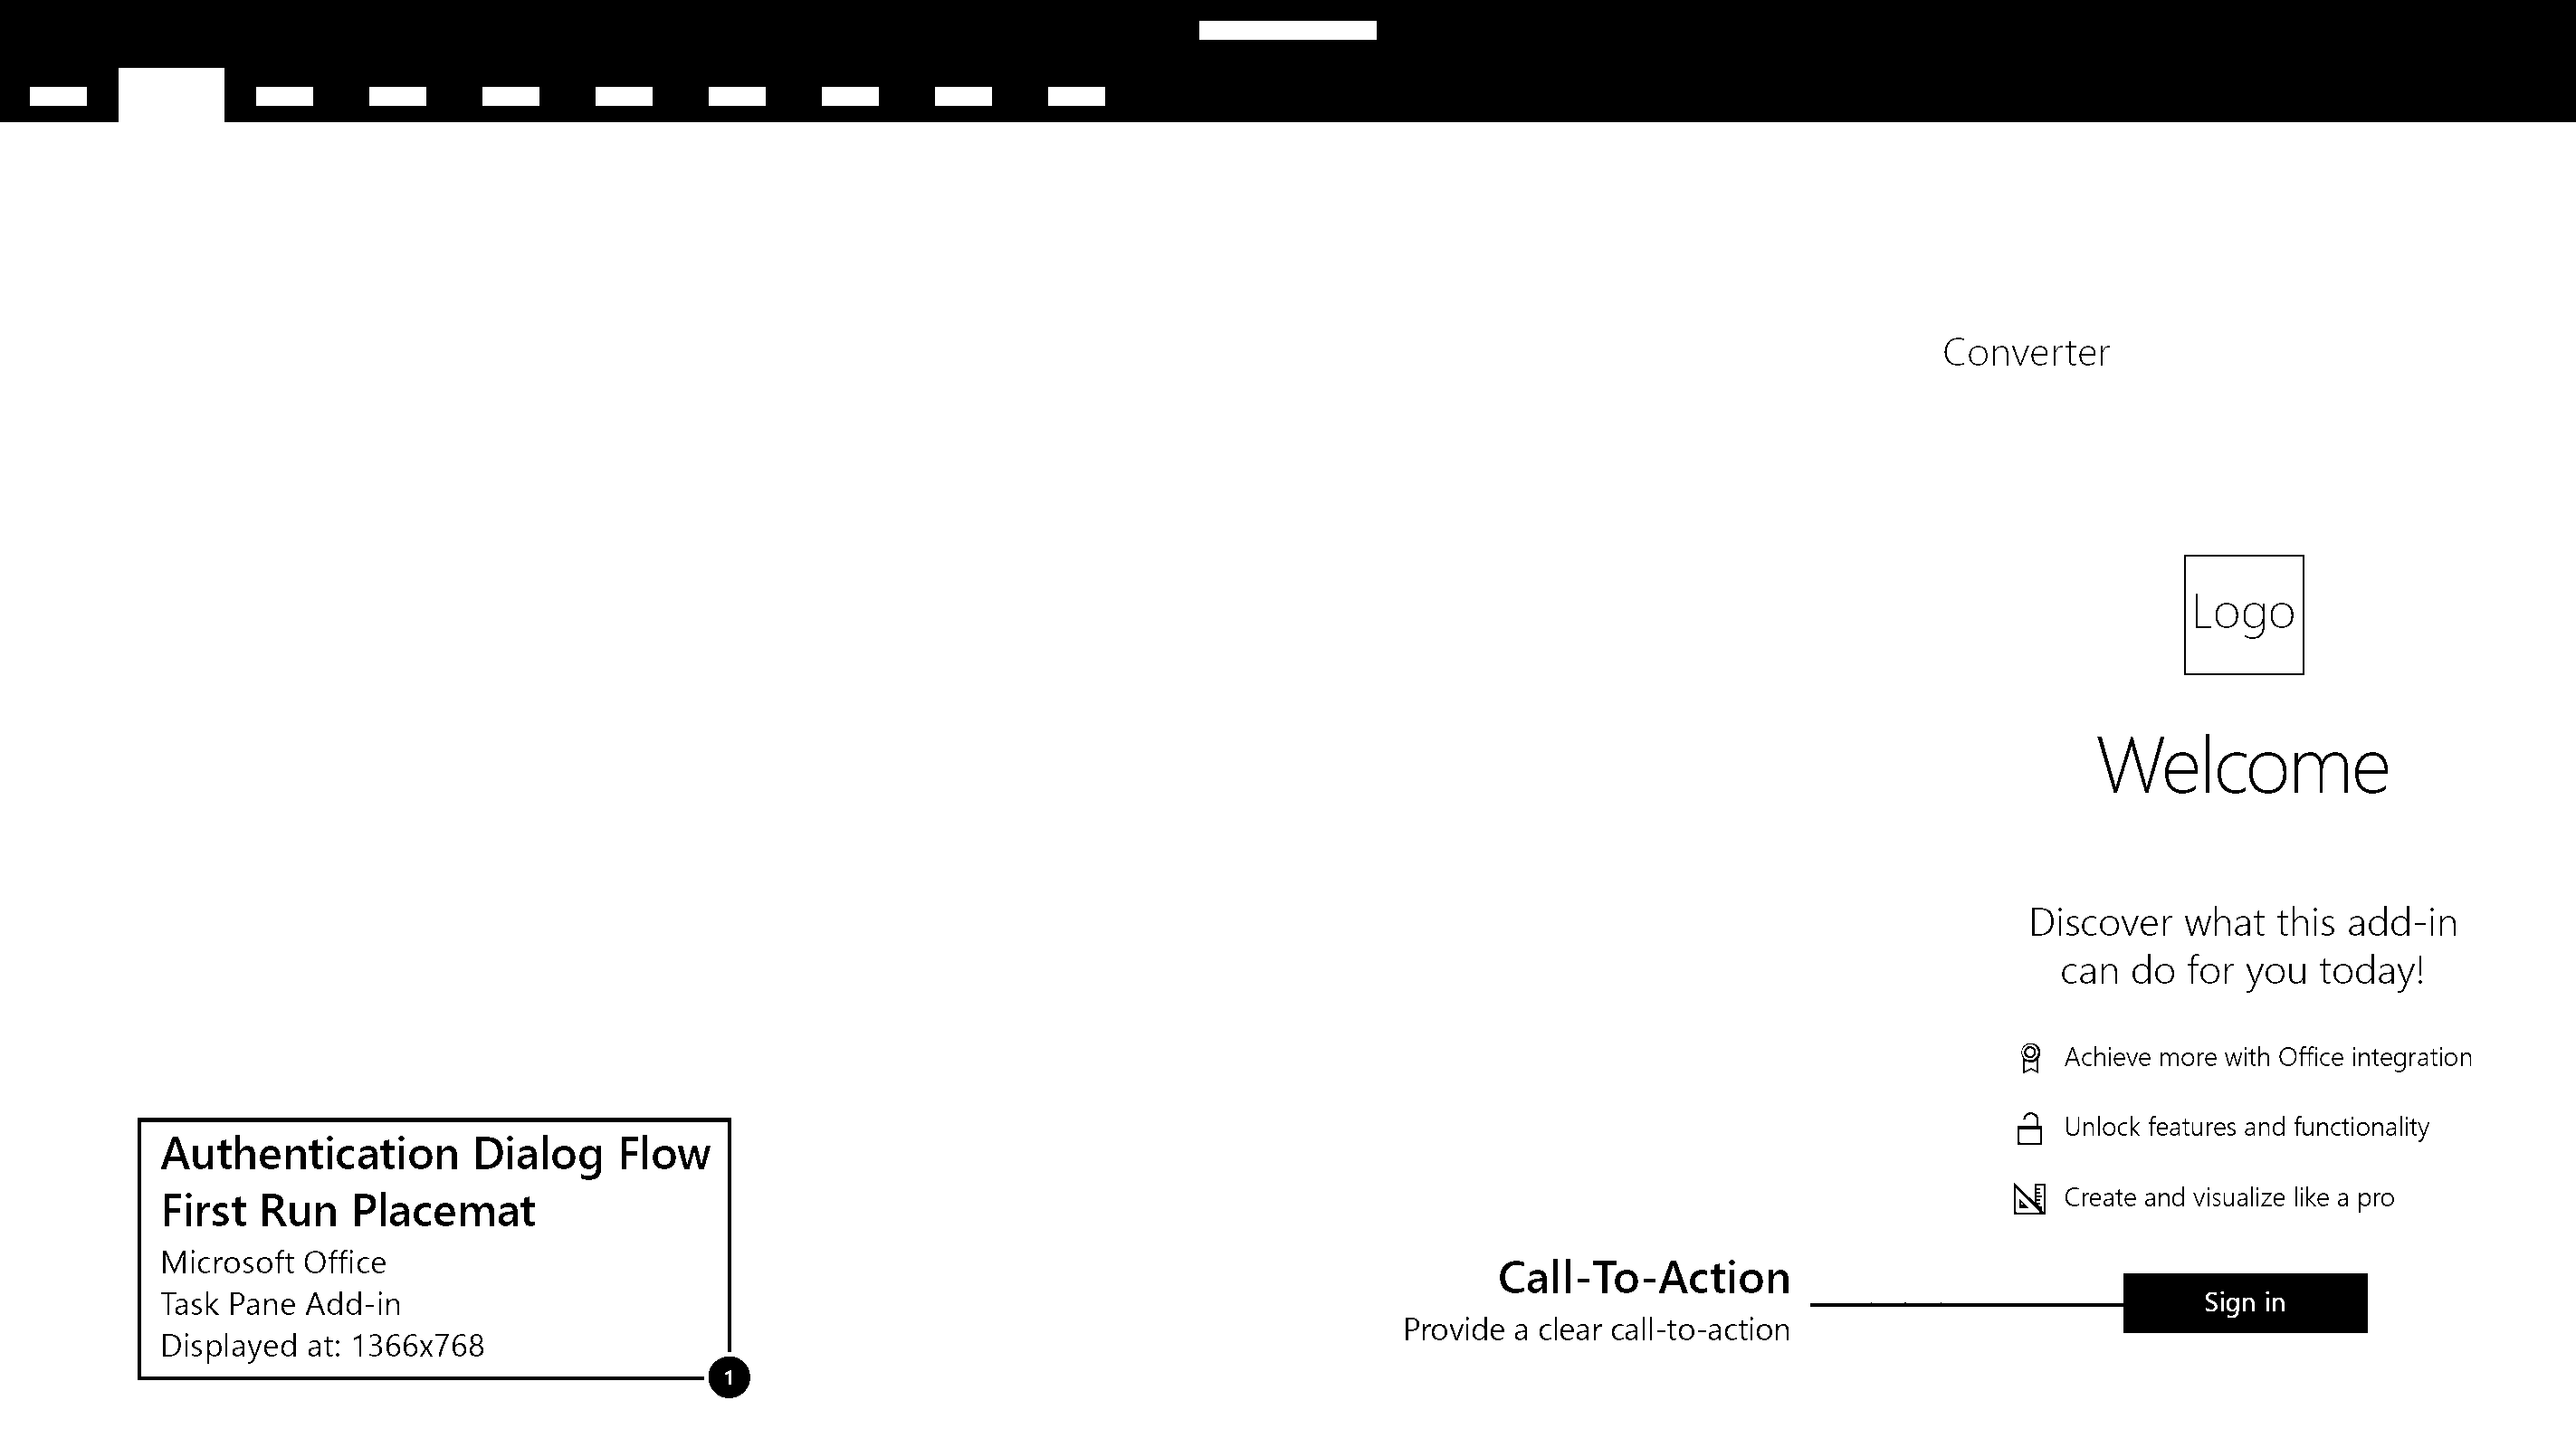 Converter
Logo
Welcome
Discover what this add-in
can do for you today!
Achieve more with Office integration
Unlock features and functionality
Create and visualize like a pro
Sign in
Call-To-Action
Provide a clear call-to-action
Authentication Dialog Flow
First Run Placemat
Microsoft Office
Task Pane Add-in
Displayed at: 1366x768
1